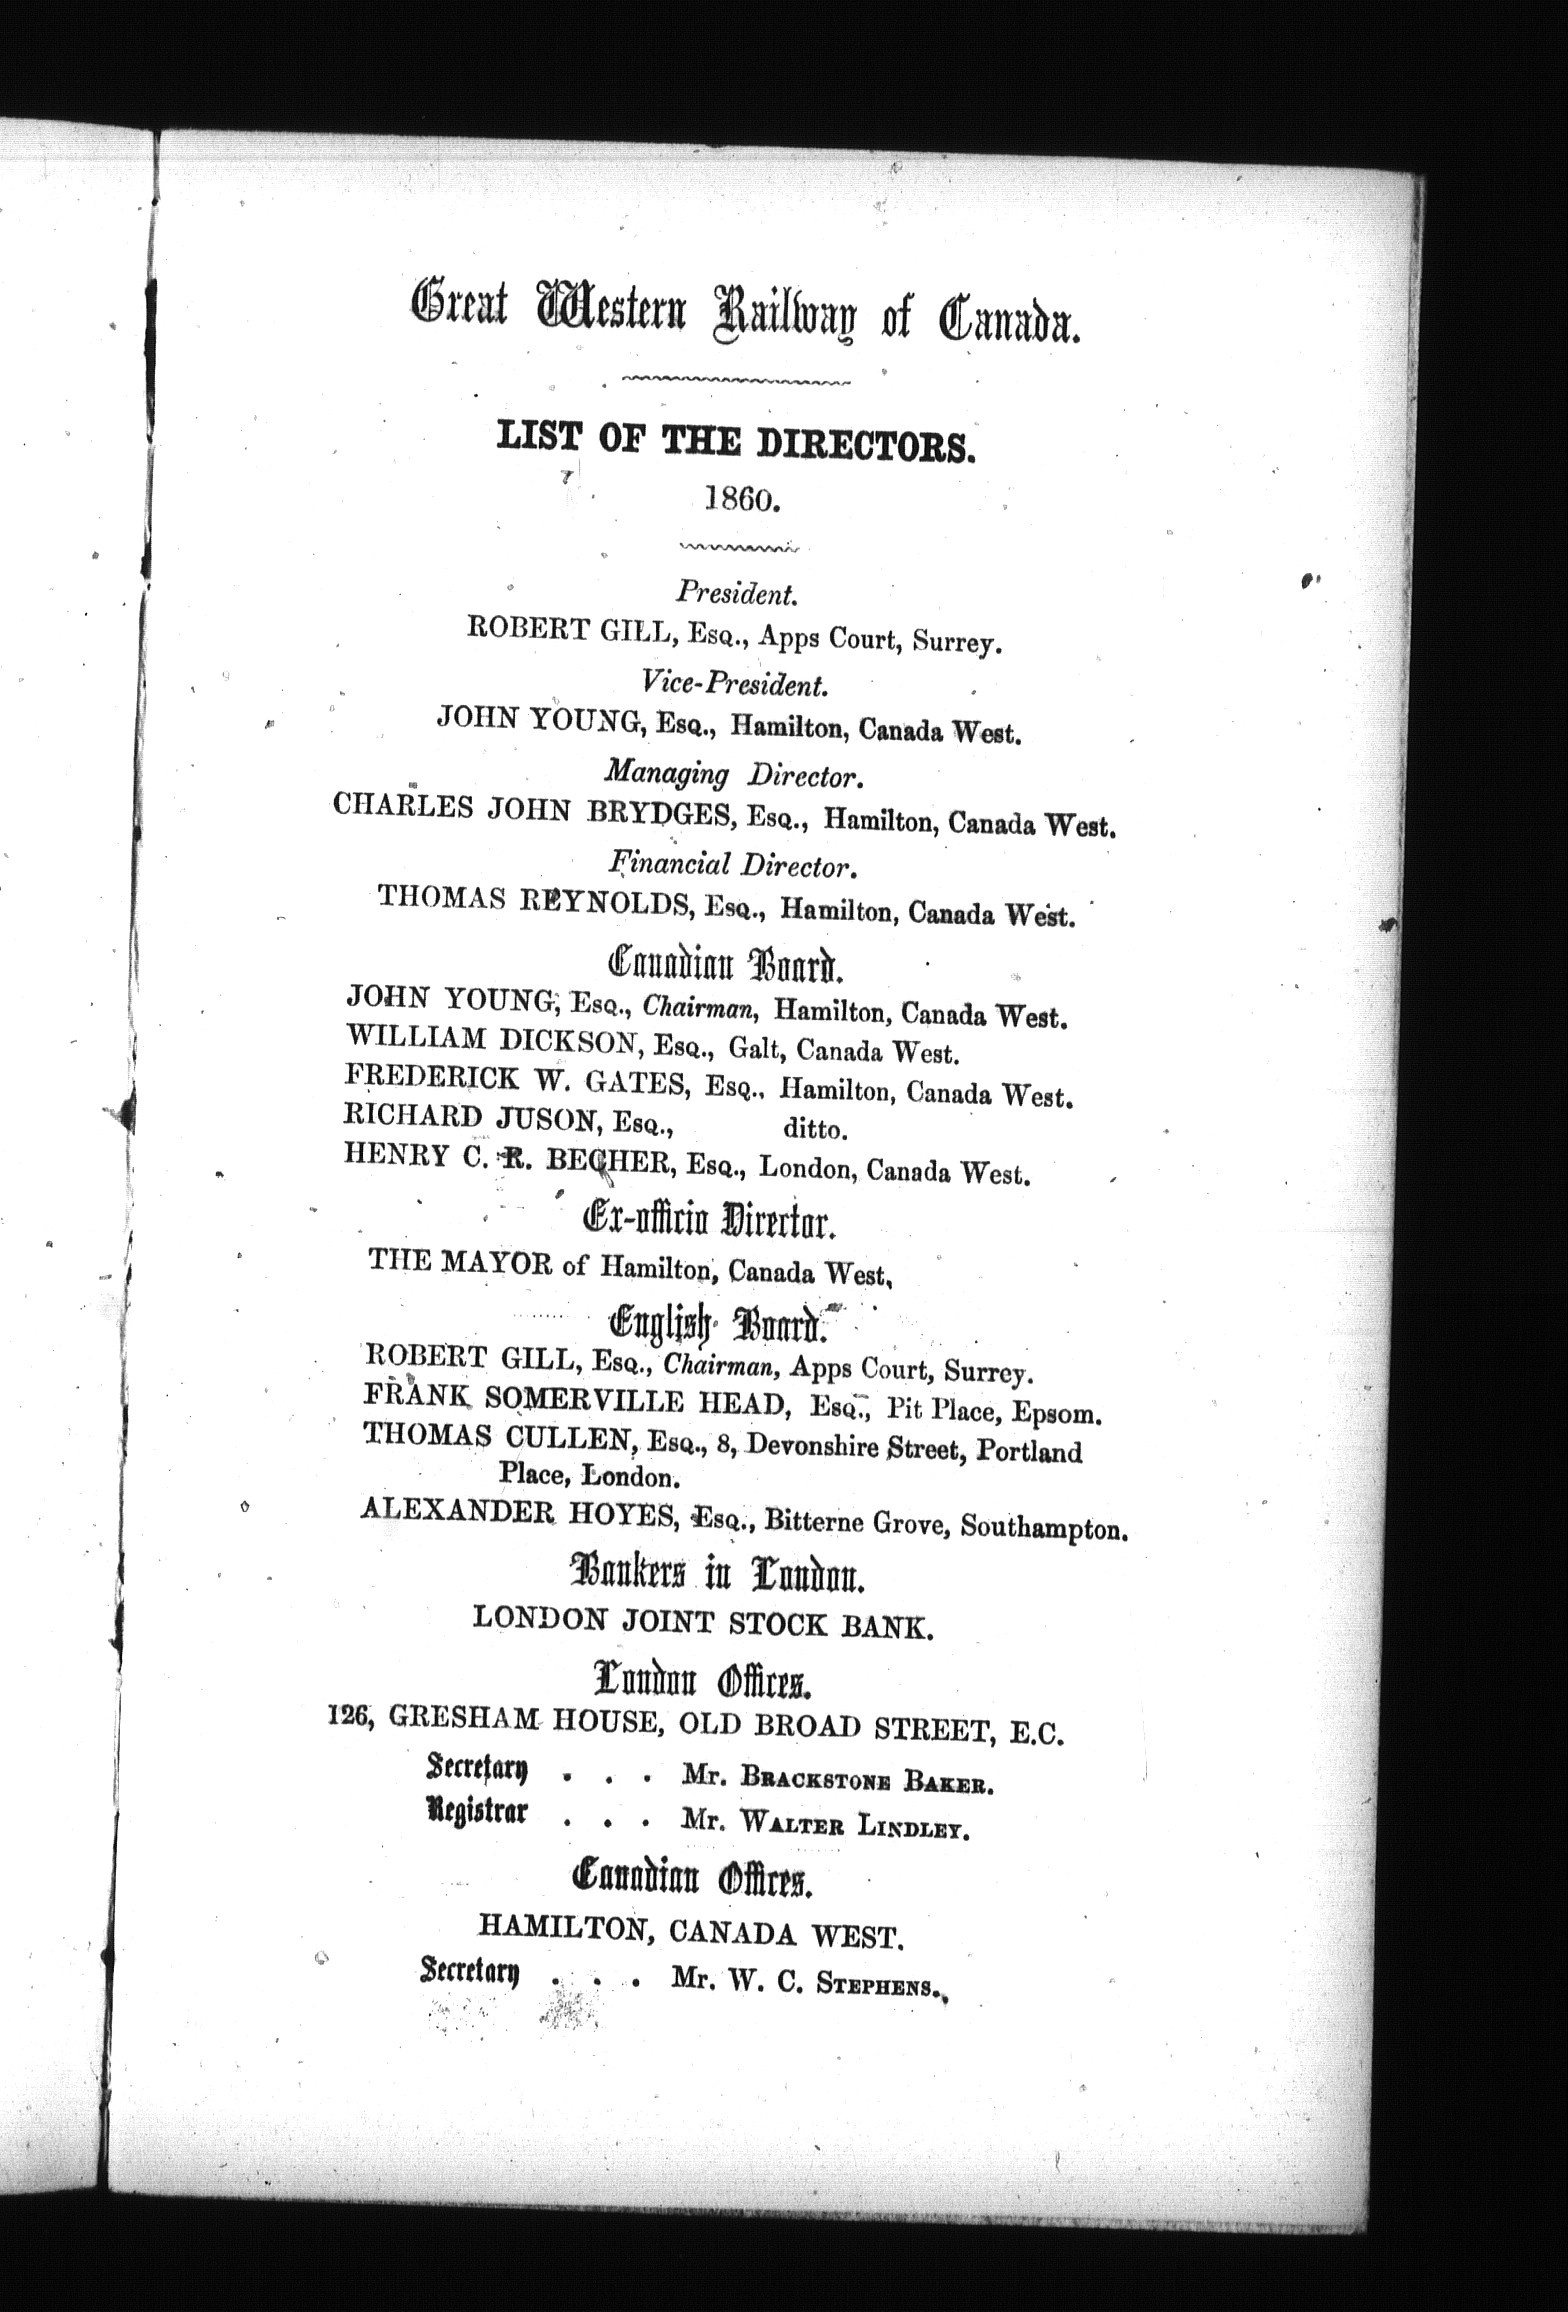 Great Western Railway of Canada.
LIST OF THE DIRECTORS.
1860.
President.
ROBERT GILL, Esq., Apps Court, Surrey.
Vice-President.
JOHN YOUNG, Esq., Hamilton, Canada West.
Managing Director.
CHARLES JOHN BRYDGES, Esq., Hamilton, Canada West.
Financial Director.
THOMAS REYNOLDS, Esq., Hamilton, Canada West.
Canadian Board.
JOHN YOUNG, Esq., Chairman, Hamilton, Canada West.
WILLIAM DICKSON, Esq., Galt, Canada West.
FREDERICK W. GATES, Esq., Hamilton, Canada West.
RICHARD JUSON, Esq., ditto.
HENRY C. R. BECHER, Esq., London, Canada West.
Ex-officio Director.
THE MAYOR of Hamilton, Canada West,
English Board.
ROBERT GILL, Esq., Chairman, Apps Court, Surrey.
FRANK SOMERVILLE HEAD, Esq., Pit Place, Epsom.
THOMAS CULLEN, Esq., 8, Devonshire Street, Portland
Place, London.
ALEXANDER HOYES, Esq., Bitterne Grove, Southampton.
Bankers in London.
LONDON JOINT STOCK BANK.
London Offices.
126, GRESHAM HOUSE, OLD BROAD STREET, E.C.
Secretary . . . Mr. Brackstone Baker.
Registrar . . . Mr. Walter Lindley.
Canadian Offices.
HAMILTON, CANADA WEST.
Secretary . . . Mr. W. C. Stephens.